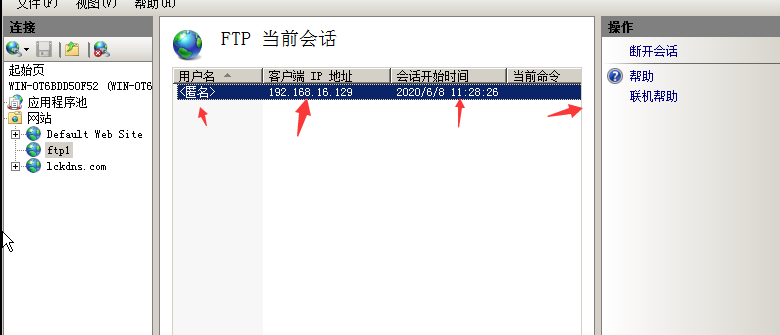 文件(F) 视图(V) 帮助(H)
连接
起始页
WIN-OT6BDD5OF52 (WIN-OT6
应用程序池
网站
Default Web Site
ftp1
lckdns.com
FTP 当前会话
用户名 客户端 IP 地址 会话开始时间 当前命令
<匿名> 192.168.16.129 2020/6/8 11:28:26
操作
断开会话
帮助
联机帮助